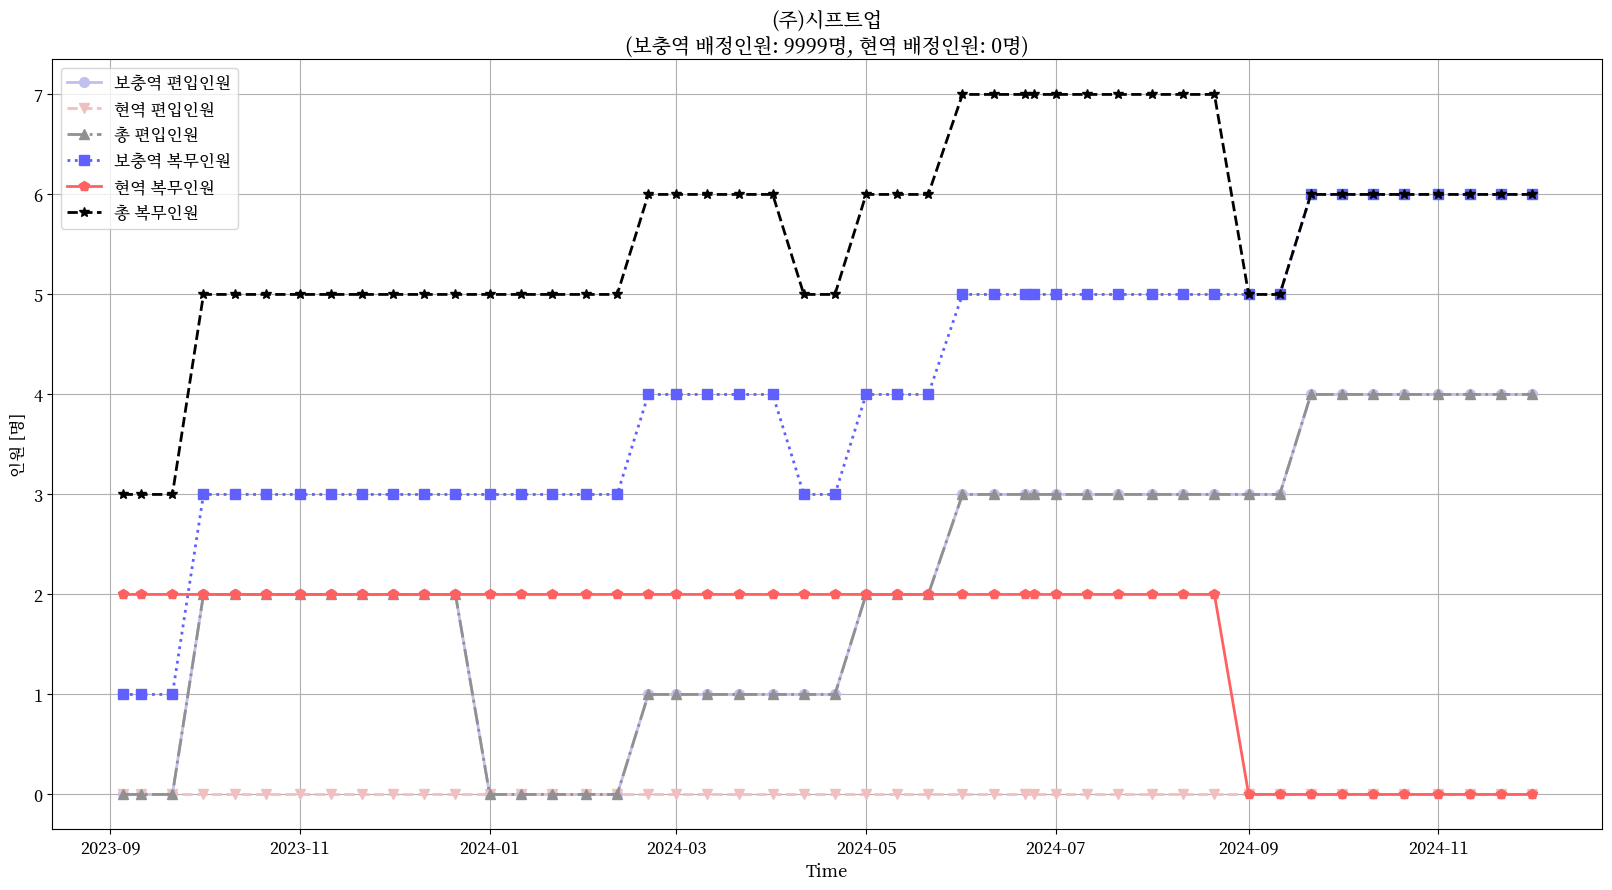 (주)시프트업
(보충역 배정인원: 9999명, 현역 배정인원: 0명)
보충역 편입인원
현역 편입인원
총 편입인원
보충역 복무인원
현역 복무인원
총 복무인원
인원 [명]
7
6
5
4
3
2
1
0
2023-09
2023-11
2024-01
2024-03
2024-05
2024-07
2024-09
2024-11
Time